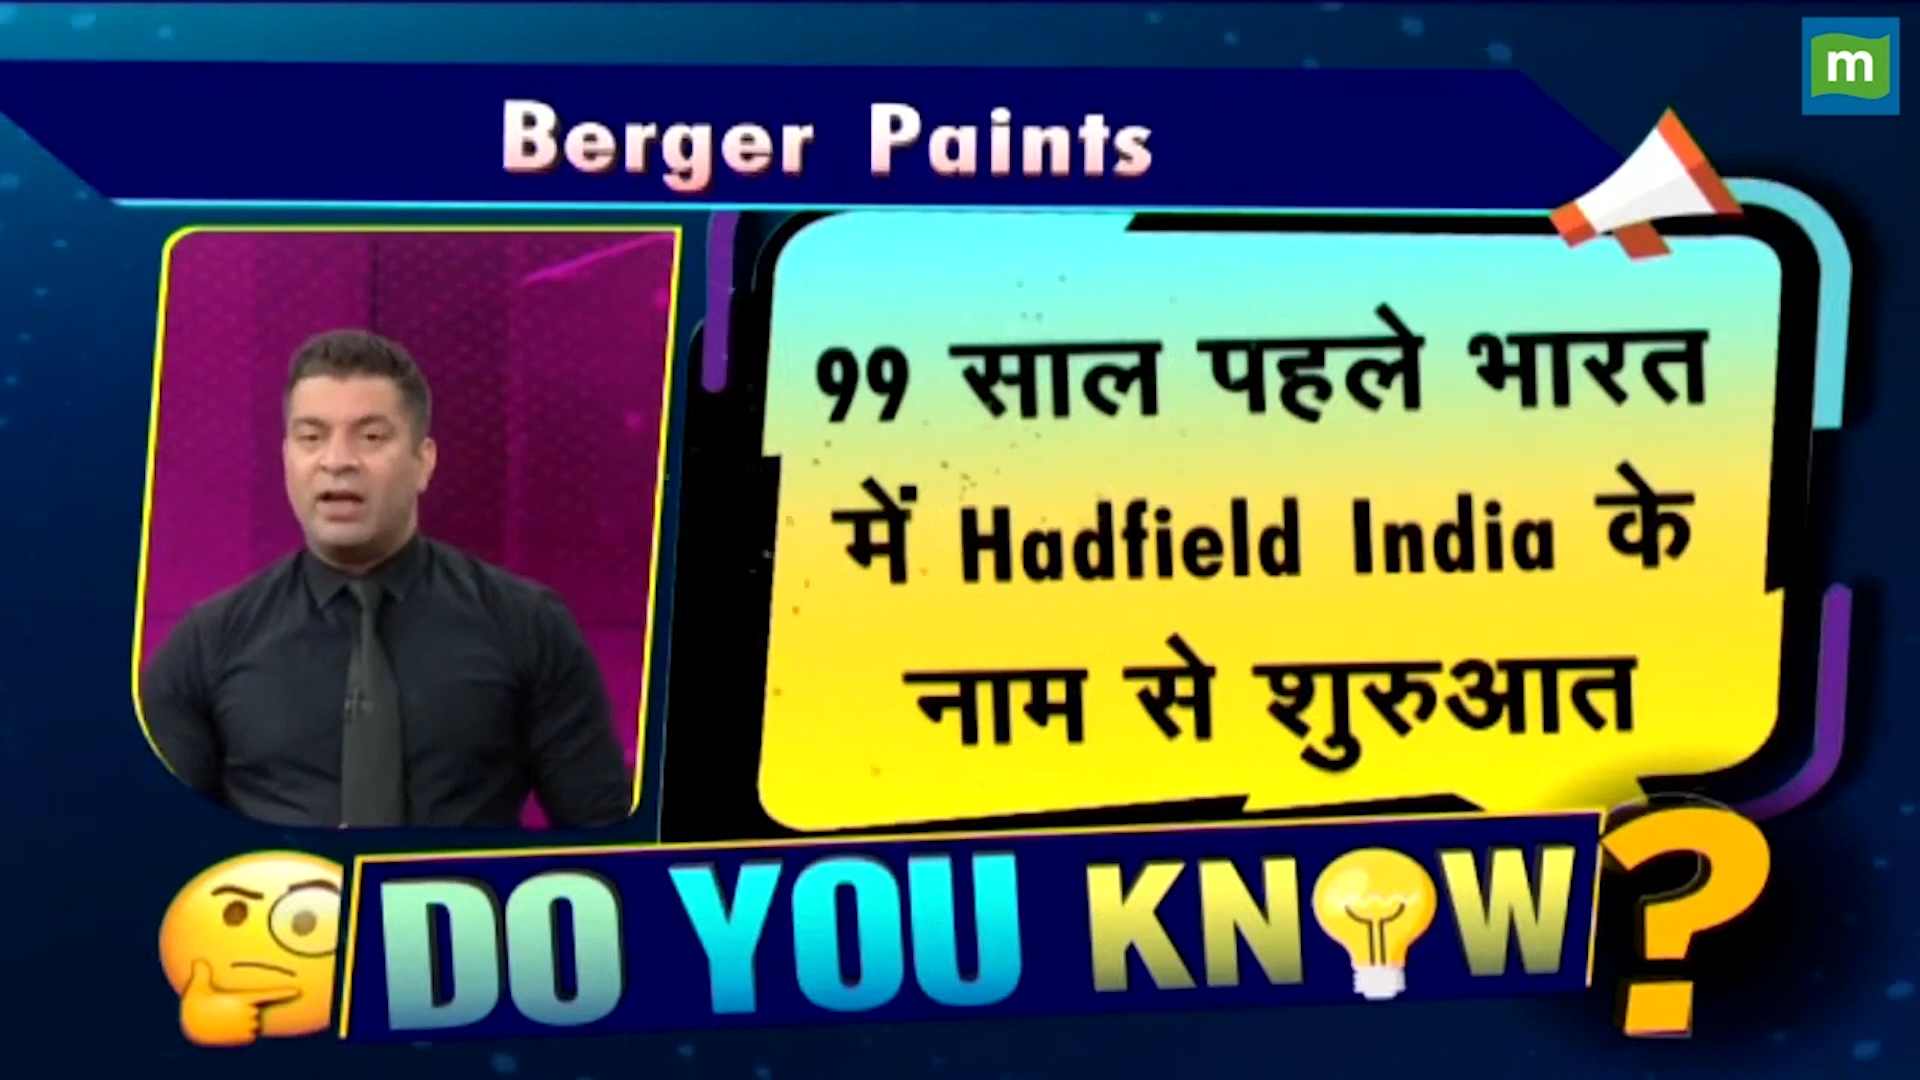 m
Berger Paints
99 साल पहले भारत
में Hadfield India के
नाम से शुरुआत
DO YOU KNOW?